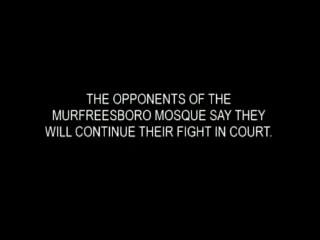 THE OPPONENTS OF THE
MURFREESBORO MOSQUE SAY THEY
WILL CONTINUE THEIR FIGHT IN COURT.